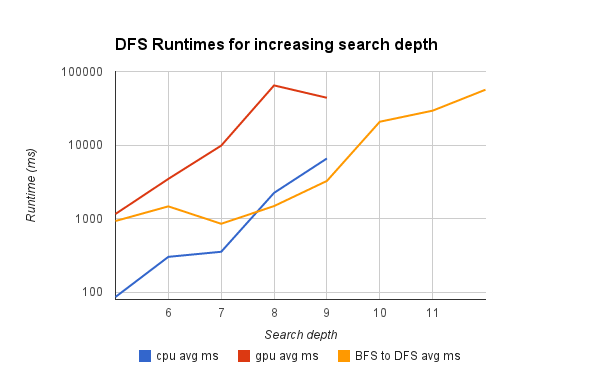 DFS Runtimes for increasing search depth
100000
10000
1000
100
Runtime (ms)
6 7 8 9 10 11
Search depth
cpu avg ms gpu avg ms BFS to DFS avg ms